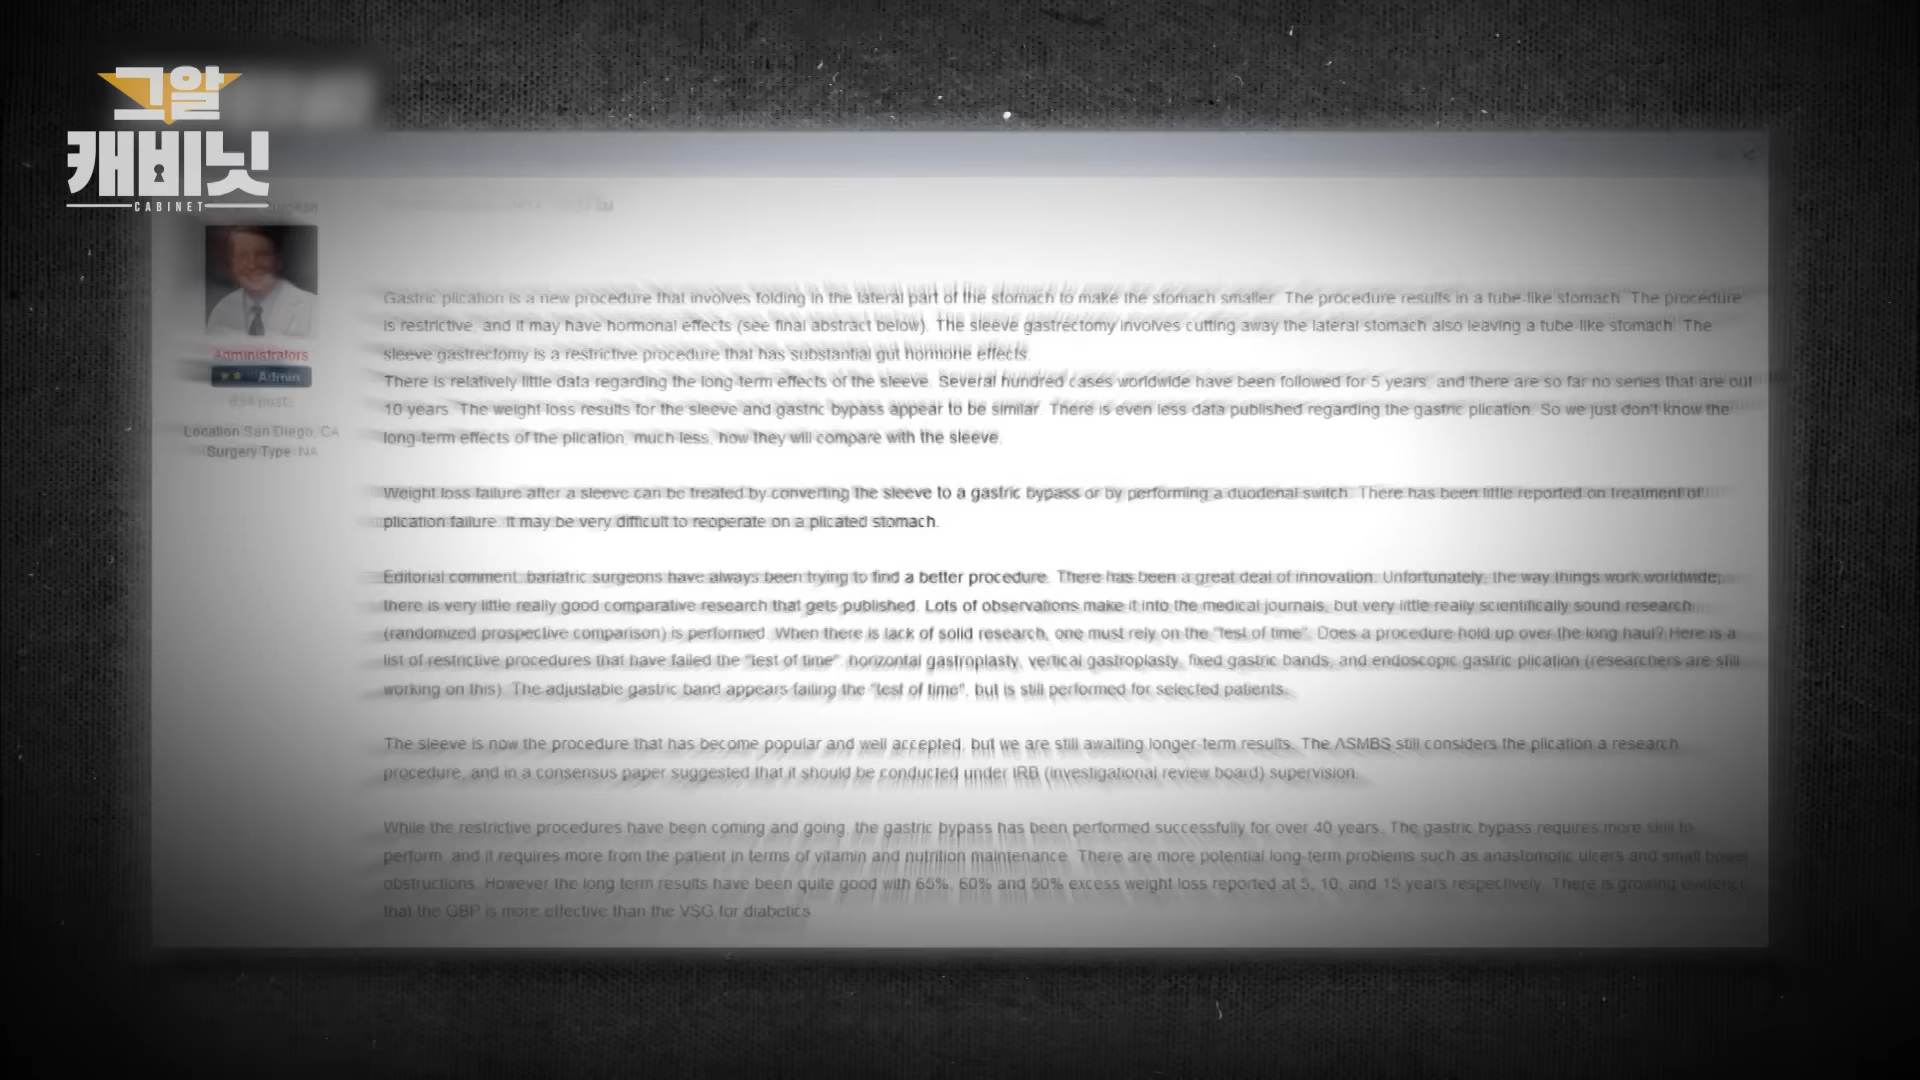 그알
캐비닛
CABINET
Administrators
Admin
Location San Diego, CA
Surgery Type: NA
Gastric plication is a new procedure that involves folding in the lateral part of the stomach to make the stomach smaller. The procedure results in a tube-like stomach. The procedure
is restrictive, and it may have hormonal effects (see final abstract below). The sleeve gastrectomy involves cutting away the lateral stomach also leaving a tube-like stomach. The
sleeve gastrectomy is a restrictive procedure that has substantial gut hormone effects.
There is relatively little data regarding the long-term effects of the sleeve. Several hundred cases worldwide have been followed for 5 years, and there are so far no series that are out
10 years. The weight loss results for the sleeve and gastric bypass appear to be similar. There is even less data published regarding the gastric plication. So we just don't know the
long-term effects of the plication, much less, how they will compare with the sleeve.
Weight loss failure after a sleeve can be treated by converting the sleeve to a gastric bypass or by performing a duodenal switch. There has been little reported on treatment of
plication failure. It may be very difficult to reoperate on a plicated stomach.
Editorial comment: bariatric surgeons have always been trying to find a better procedure. There has been a great deal of innovation. Unfortunately, the way things work worldwide,
there is very little really good comparative research that gets published. Lots of observations make it into the medical journals, but very little really scientifically sound research
(randomized prospective comparison) is performed. When there is lack of solid research, one must rely on the "test of time". Does a procedure hold up over the long haul? Here is a
list of restrictive procedures that have failed the "test of time": horizontal gastroplasty, vertical gastroplasty, fixed gastric bands, and endoscopic gastric plication (researchers are still
working on this). The adjustable gastric band appears failing the "test of time", but is still performed for selected patients.
The sleeve is now the procedure that has become popular and well accepted, but we are still awaiting longer-term results. The ASMBS still considers the plication a research
procedure, and in a consensus paper suggested that it should be conducted under IRB (investigational review board) supervision.
While the restrictive procedures have been coming and going, the gastric bypass has been performed successfully for over 40 years. The gastric bypass requires more skill to
perform, and it requires more from the patient in terms of vitamin and nutrition maintenance. There are more potential long-term problems such as anastomotic ulcers and small bowel
obstructions. However the long term results have been quite good with 65%, 60% and 50% excess weight loss reported at 5, 10, and 15 years respectively. There is growing evidence
that the GBP is more effective than the VSG for diabetics.